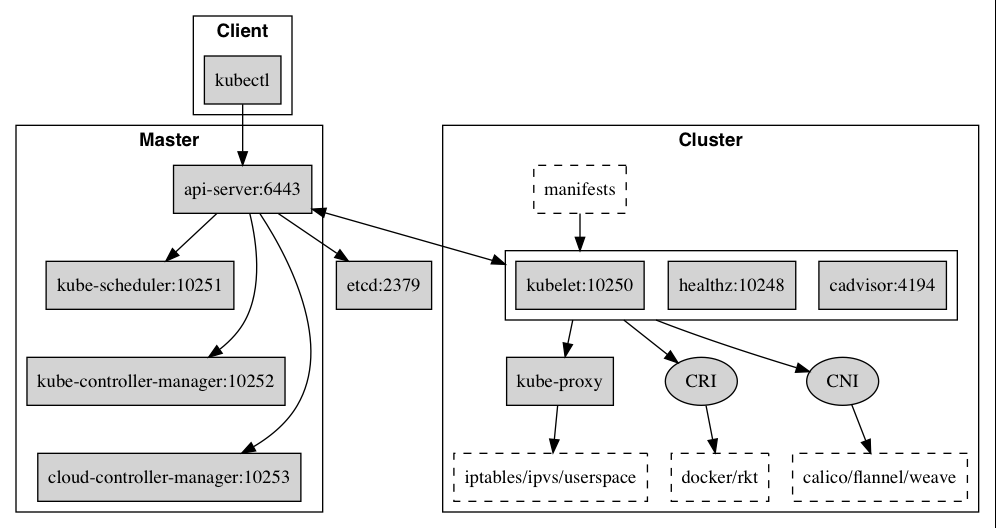 Client
kubectl
Master
api-server:6443
kube-scheduler:10251
etcd:2379
kube-controller-manager:10252
cloud-controller-manager:10253
Cluster
manifests
kubelet:10250
healthz:10248
cadvisor:4194
kube-proxy
CRI
CNI
iptables/ipvs/userspace
docker/rkt
calico/flannel/weave